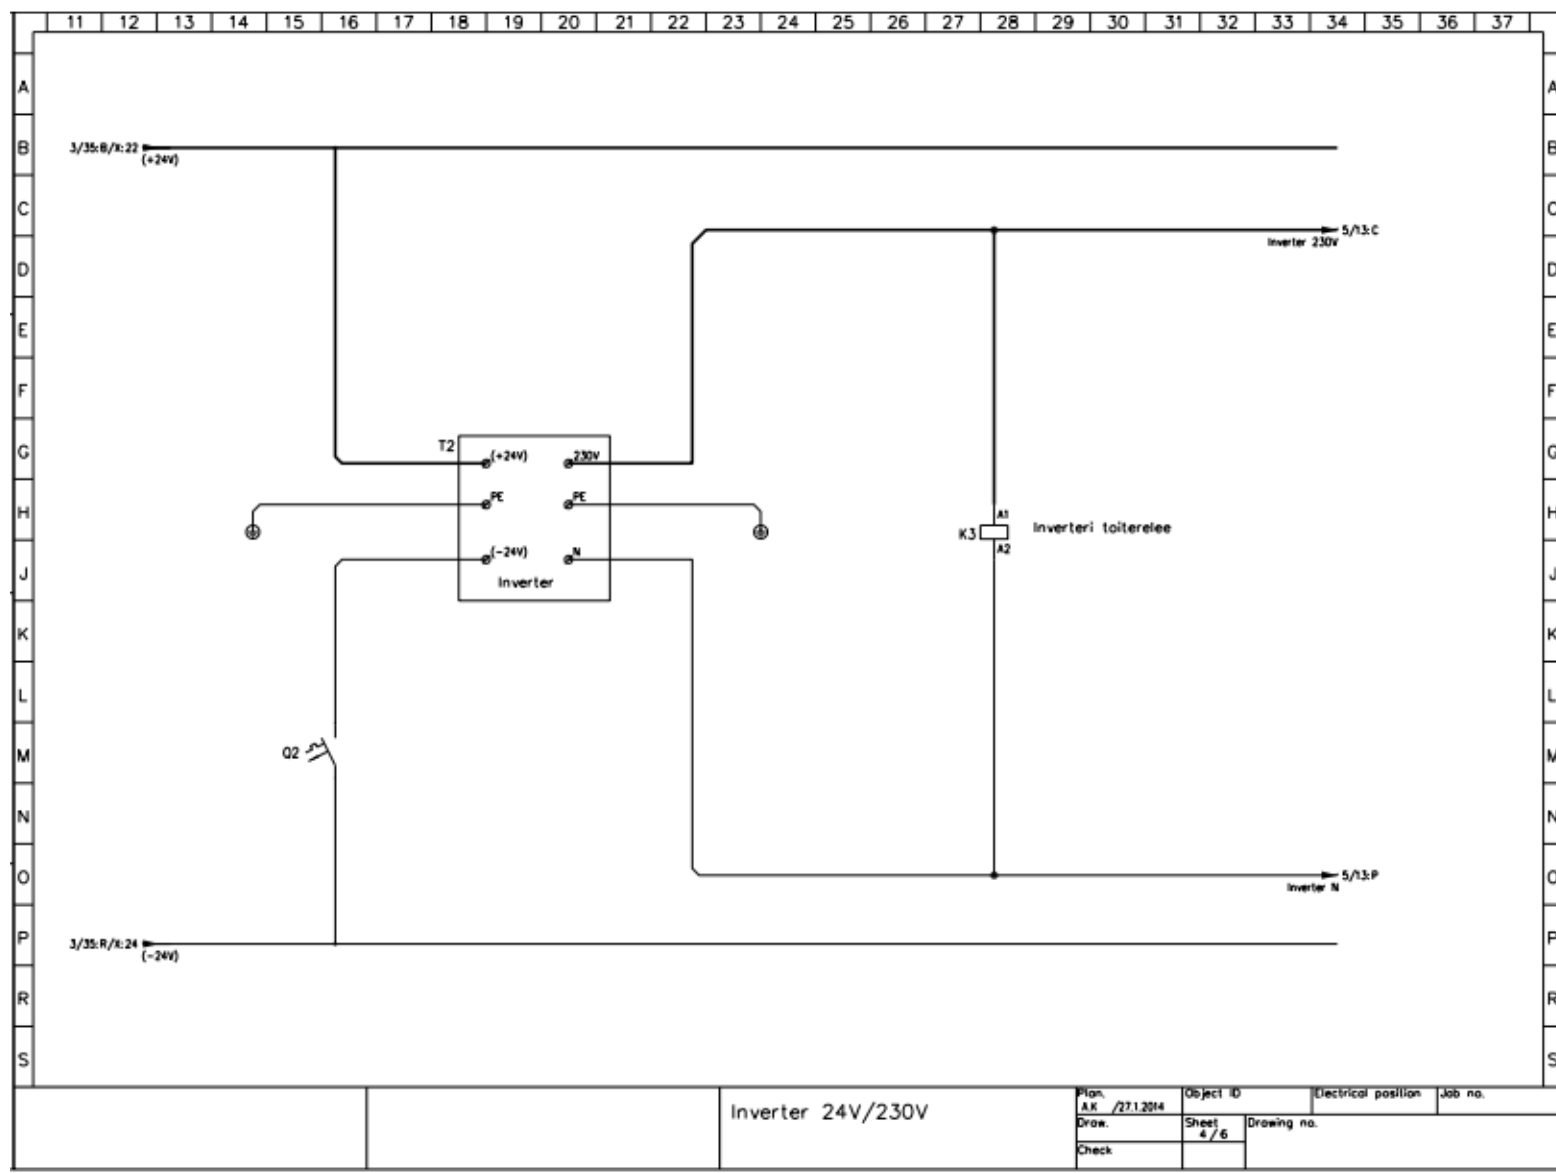 11 12 13 14 15 16 17 18 19 20 21 22 23 24 25 26 27 28 29 30 31 32 33 34 35 36 37
A A
B 3/35:B/X:22 B
(+24V)
C C
5/13:C
Inverter 230V
D D
E E
F F
G T2 (+24V) 230V G
H PE PE H
A1
K3 Inverteri toiterelee
A2
J (-24V) N J
Inverter
K K
L L
M Q2 M
N N
O 5/13:P O
Inverter N
P 3/35:R/X:24 P
(-24V)
R R
S S
Inverter 24V/230V
Plan. Object ID Electrical position Job no.
A.K /27.1.2014
Draw. Sheet Drawing no.
4/6
Check